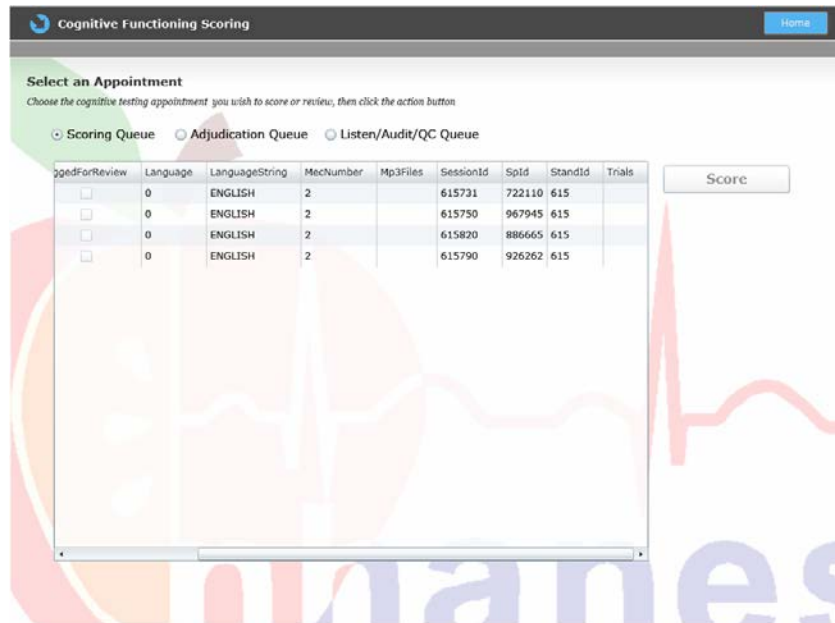 Cognitive Functioning Scoring Home
Select an Appointment
Choose the cognitive testing appointment you wish to score or review, then click the action button
Scoring Queue Adjudication Queue Listen/Audit/QC Queue
ggedForReview Language LanguageString MecNumber Mp3Files SessionId SpId StandId Trials
0 ENGLISH 2 615731 722110 615
0 ENGLISH 2 615750 967945 615
0 ENGLISH 2 615820 886665 615
0 ENGLISH 2 615790 926262 615
Score
nhanes